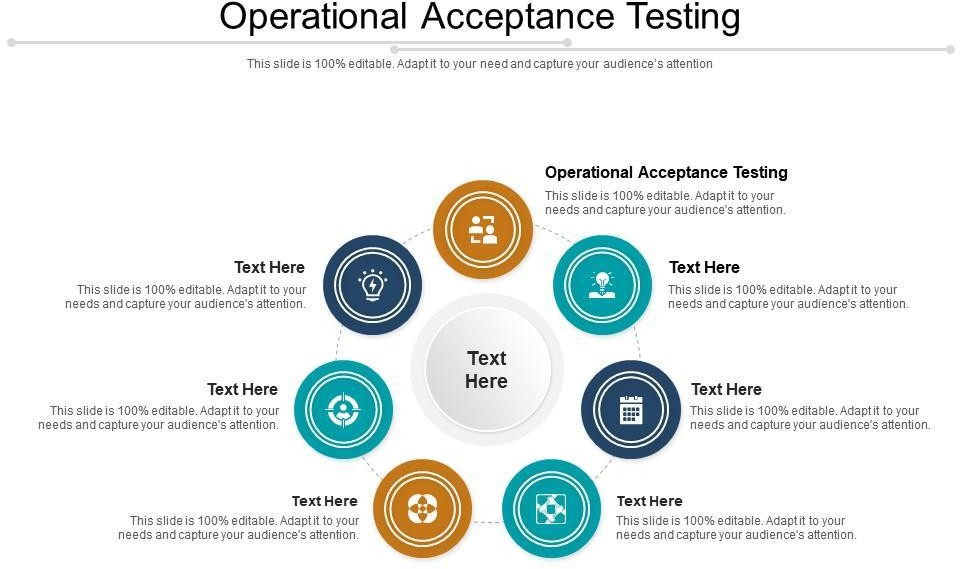 Operational Acceptance Testing
This slide is 100% editable. Adapt it to your need and capture your audience's attention
Operational Acceptance Testing
This slide is 100% editable. Adapt it to your
needs and capture your audience's attention.
Text Here
This slide is 100% editable. Adapt it to your
needs and capture your audience's attention.
Text Here
This slide is 100% editable. Adapt it to your
needs and capture your audience's attention.
Text
Here
Text Here
This slide is 100% editable. Adapt it to your
needs and capture your audience's attention.
Text Here
This slide is 100% editable. Adapt it to your
needs and capture your audience's attention.
Text Here
This slide is 100% editable. Adapt it to your
needs and capture your audience's attention.
Text Here
This slide is 100% editable. Adapt it to your
needs and capture your audience's attention.